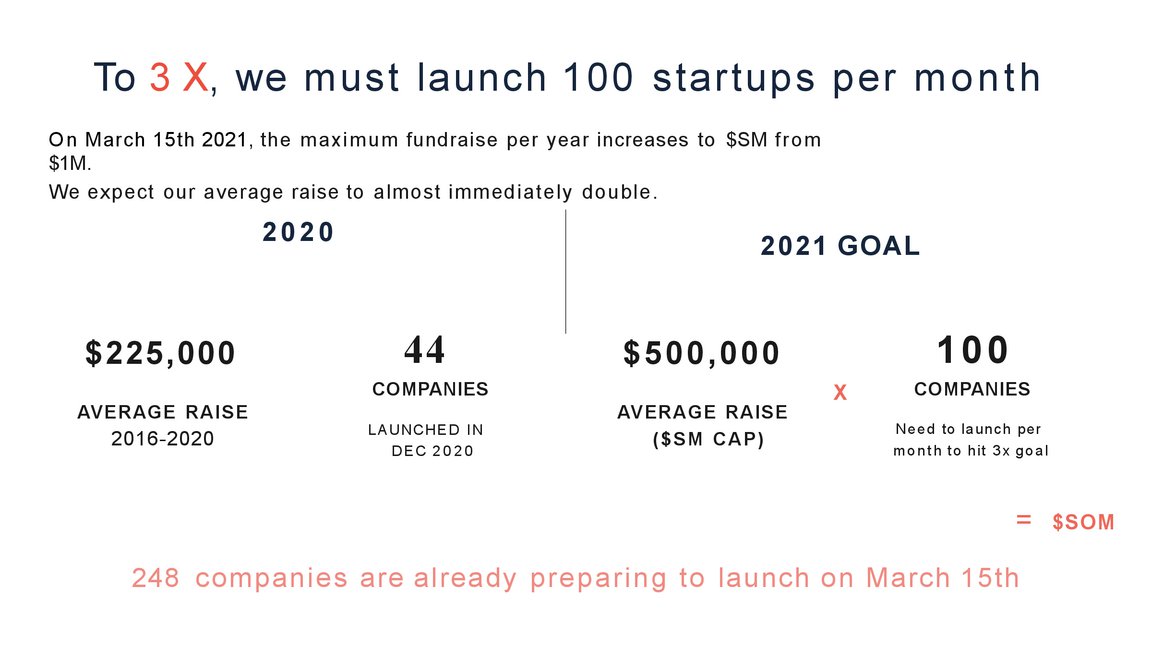 To 3 X, we must launch 100 startups per month
On March 15th 2021, the maximum fundraise per year increases to $SM from
$1M.
We expect our average raise to almost immediately double.
2020
2021 GOAL
$225,000
AVERAGE RAISE
2016-2020
44
COMPANIES
LAUNCHED IN
DEC 2020
$500,000
AVERAGE RAISE
($SM CAP)
X
100
COMPANIES
Need to launch per
month to hit 3x goal
= $SOM
248 companies are already preparing to launch on March 15th